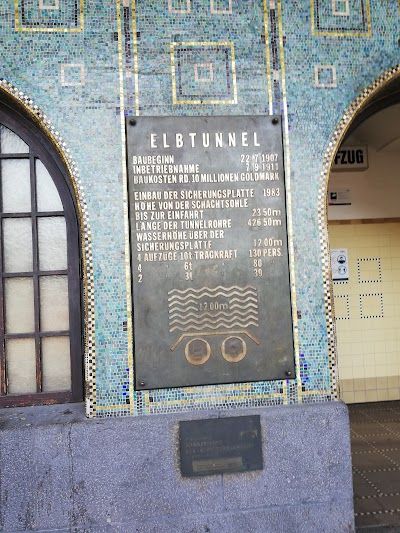 ELBTUNNEL
BAUBEGINN 22 7 1907
INBETRIEBNAHME 7 9 1911
BAUKOSTEN RD. 10 MILLIONEN GOLDMARK
EINBAU DER SICHERUNGSPLATTE 1983
HÖHE VON DER SCHACHTSOHLE
BIS ZUR EINFAHRT 23 50m
LÄNGE DER TUNNELROHRE 426 50m
WASSERHÖHE ÜBER DER
SICHERUNGSPLATTE 12 00m
4 AUFZÜGE 10t TRAGKRAFT 130 PERS.
4 6t 80
2 3t 39
12 00m
FZUG